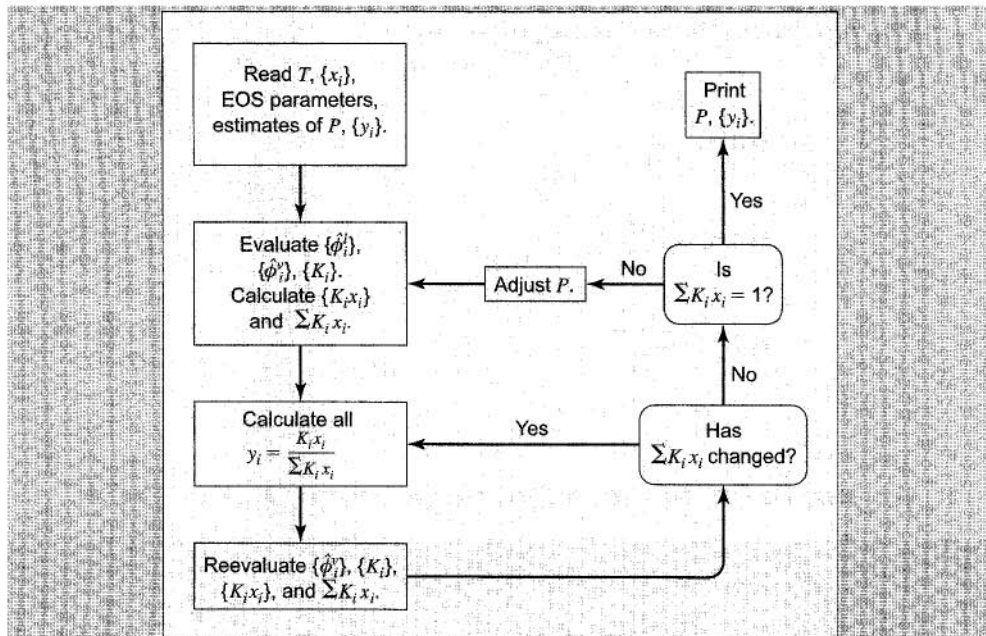 Read T, {x_i},
EOS parameters,
estimates of P, {y_i}.
Print
P, {y_i}.
Yes
Evaluate {φ̂_i^l},
{φ̂_i^v}, {K_i}.
Calculate {K_i x_i}
and ΣK_i x_i.
Adjust P.
No
Is
ΣK_i x_i = 1?
No
Calculate all
y_i = K_i x_i / ΣK_i x_i
Yes
Has
ΣK_i x_i changed?
Reevaluate {φ̂_i^v}, {K_i},
{K_i x_i}, and ΣK_i x_i.